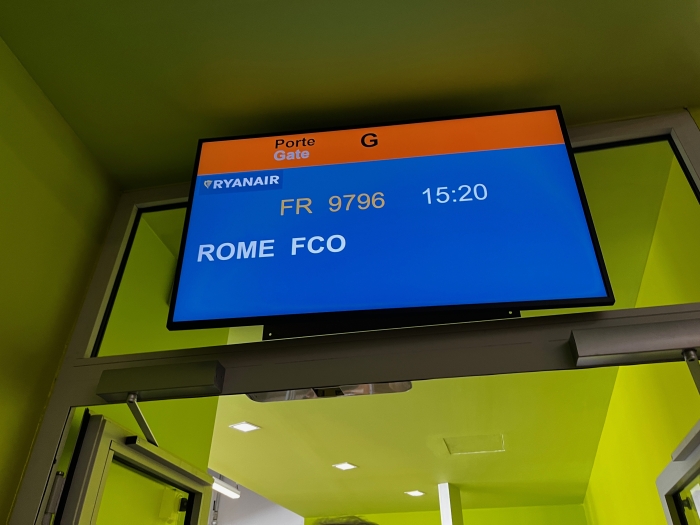 Porte G
Gate
RYANAIR
FR 9796 15:20
ROME FCO